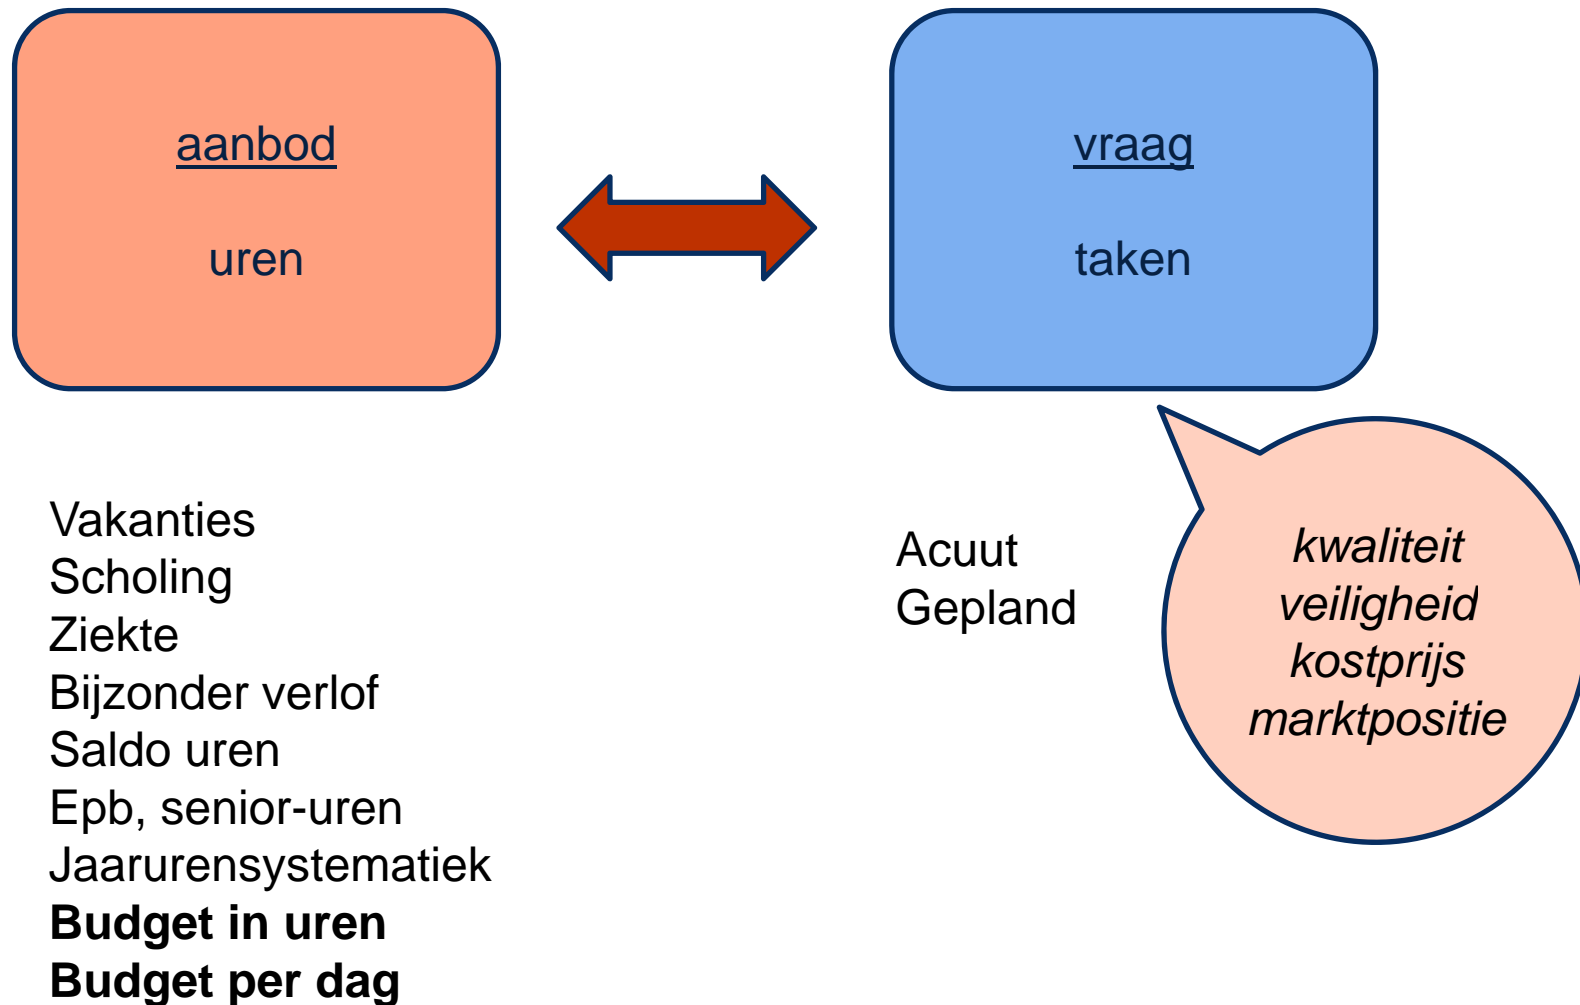 aanbod
uren
vraag
taken
Vakanties
Scholing
Ziekte
Bijzonder verlof
Saldo uren
Epb, senior-uren
Jaarurensystematiek
Budget in uren
Budget per dag
Acuut
Gepland
kwaliteit
veiligheid
kostprijs
marktpositie